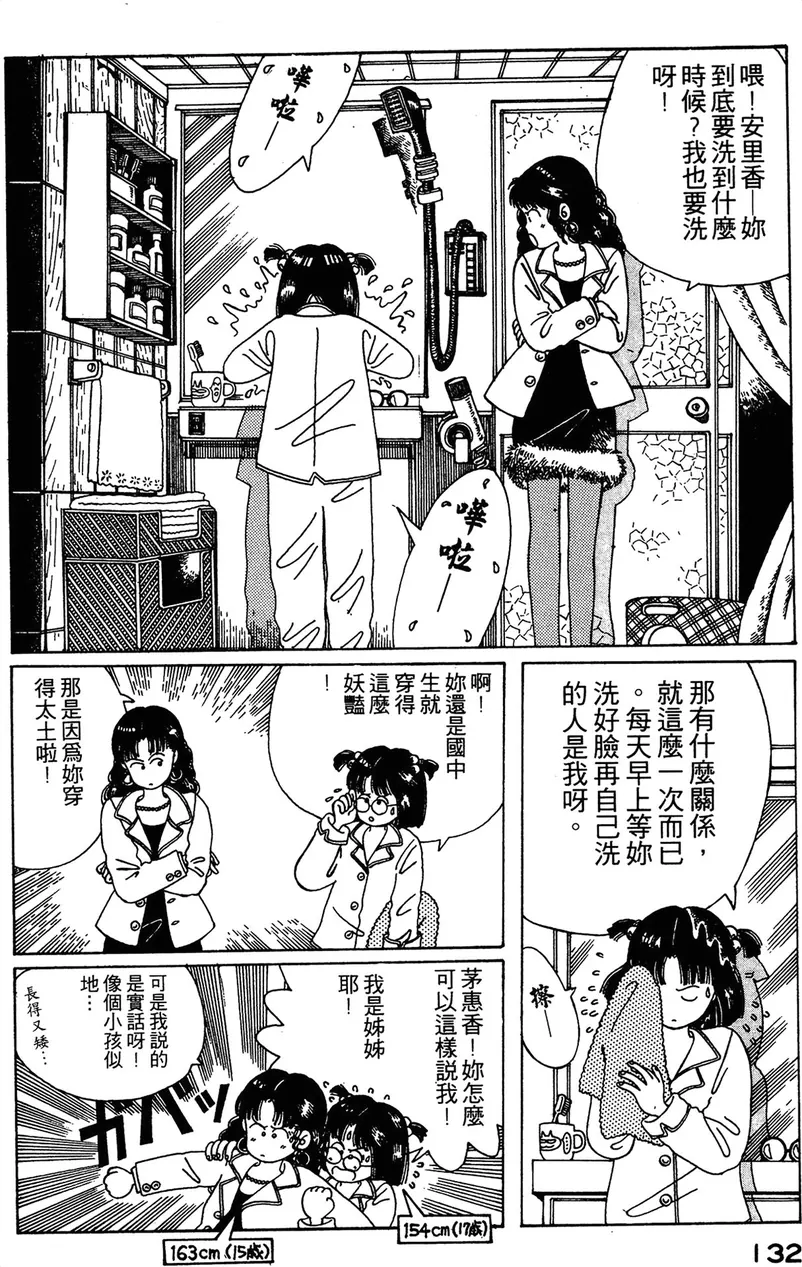 喂！安里香—妳
到底要洗到什麼
時候？我也要洗
呀！
嘩
啦
—
嘩
啦
—
那有什麼關係，
就這麼一次而已
。每天早上等妳
洗好臉再自己洗
的人是我呀。
擦
—
啊！
妳還是國中
生就
穿得
這麼
妖豔
！
那是因爲妳穿
得太土啦！
茅惠香！妳怎麼
可以這樣說我！
我是姊姊
耶！
可是我說的
是實話呀！
像個小孩似
地…
長得又矮…
ガバッ
154cm(17歲)
163cm(15歲)
132